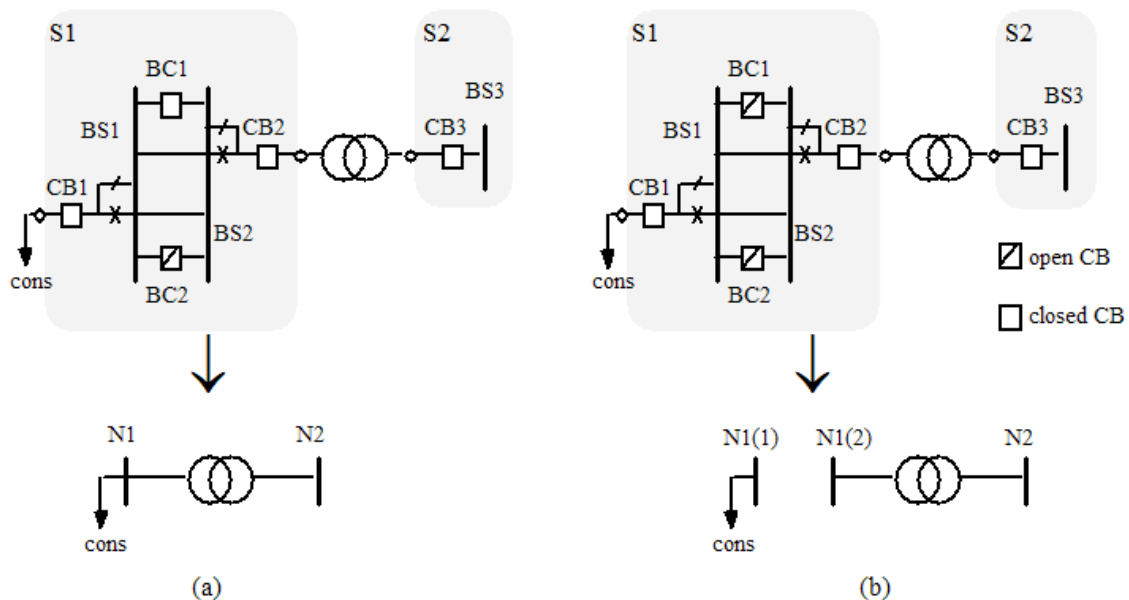 S1
S2
BC1
BS3
BS1
CB2
CB3
CB1
BS2
cons
BC2
N1
N2
cons
(a)
S1
S2
BC1
BS3
BS1
CB2
CB3
CB1
BS2
cons
BC2
open CB
closed CB
N1(1)
N1(2)
N2
cons
(b)